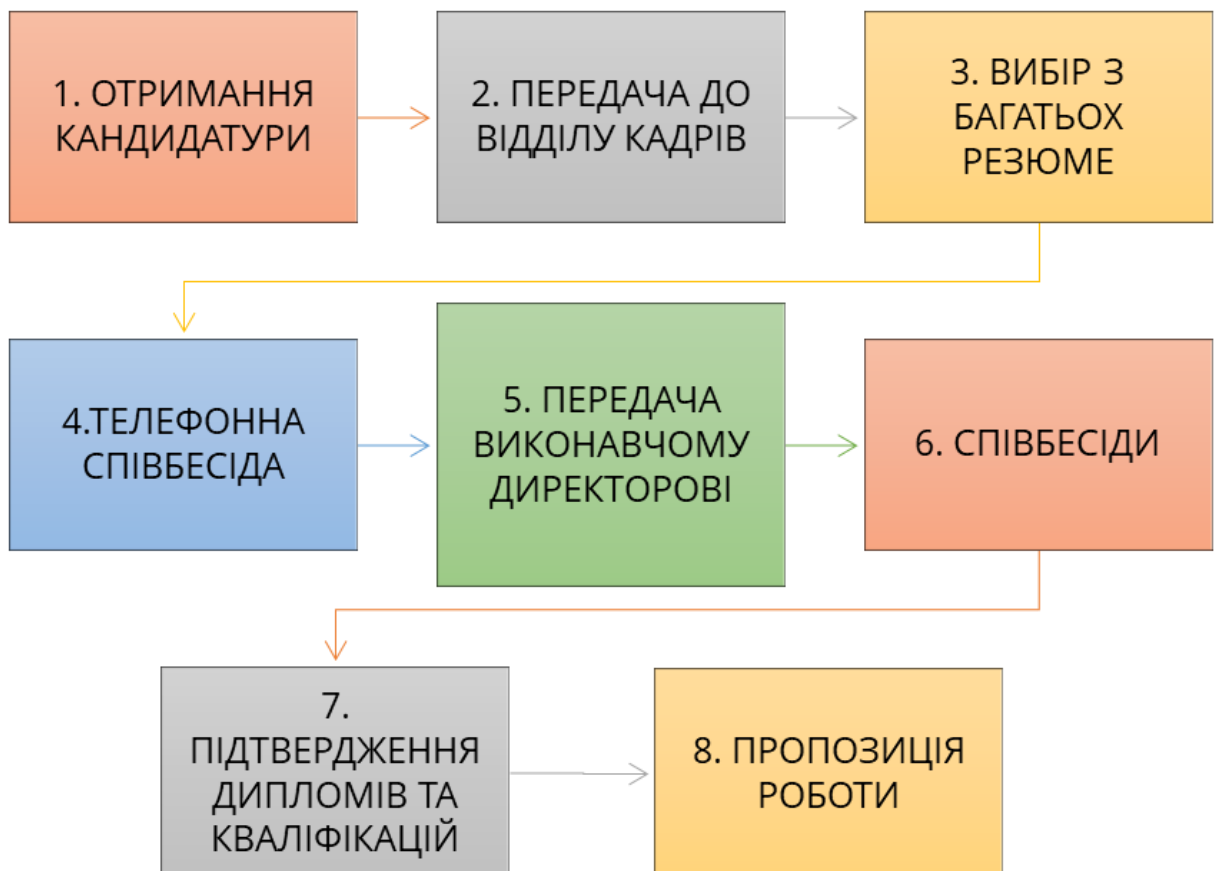 1. ОТРИМАННЯ
КАНДИДАТУРИ
2. ПЕРЕДАЧА ДО
ВІДДІЛУ КАДРІВ
3. ВИБІР З
БАГАТЬОХ
РЕЗЮМЕ
4.ТЕЛЕФОННА
СПІВБЕСІДА
5. ПЕРЕДАЧА
ВИКОНАВЧОМУ
ДИРЕКТОРОВІ
6. СПІВБЕСІДИ
7.
ПІДТВЕРДЖЕННЯ
ДИПЛОМІВ ТА
КВАЛІФІКАЦІЙ
8. ПРОПОЗИЦІЯ
РОБОТИ